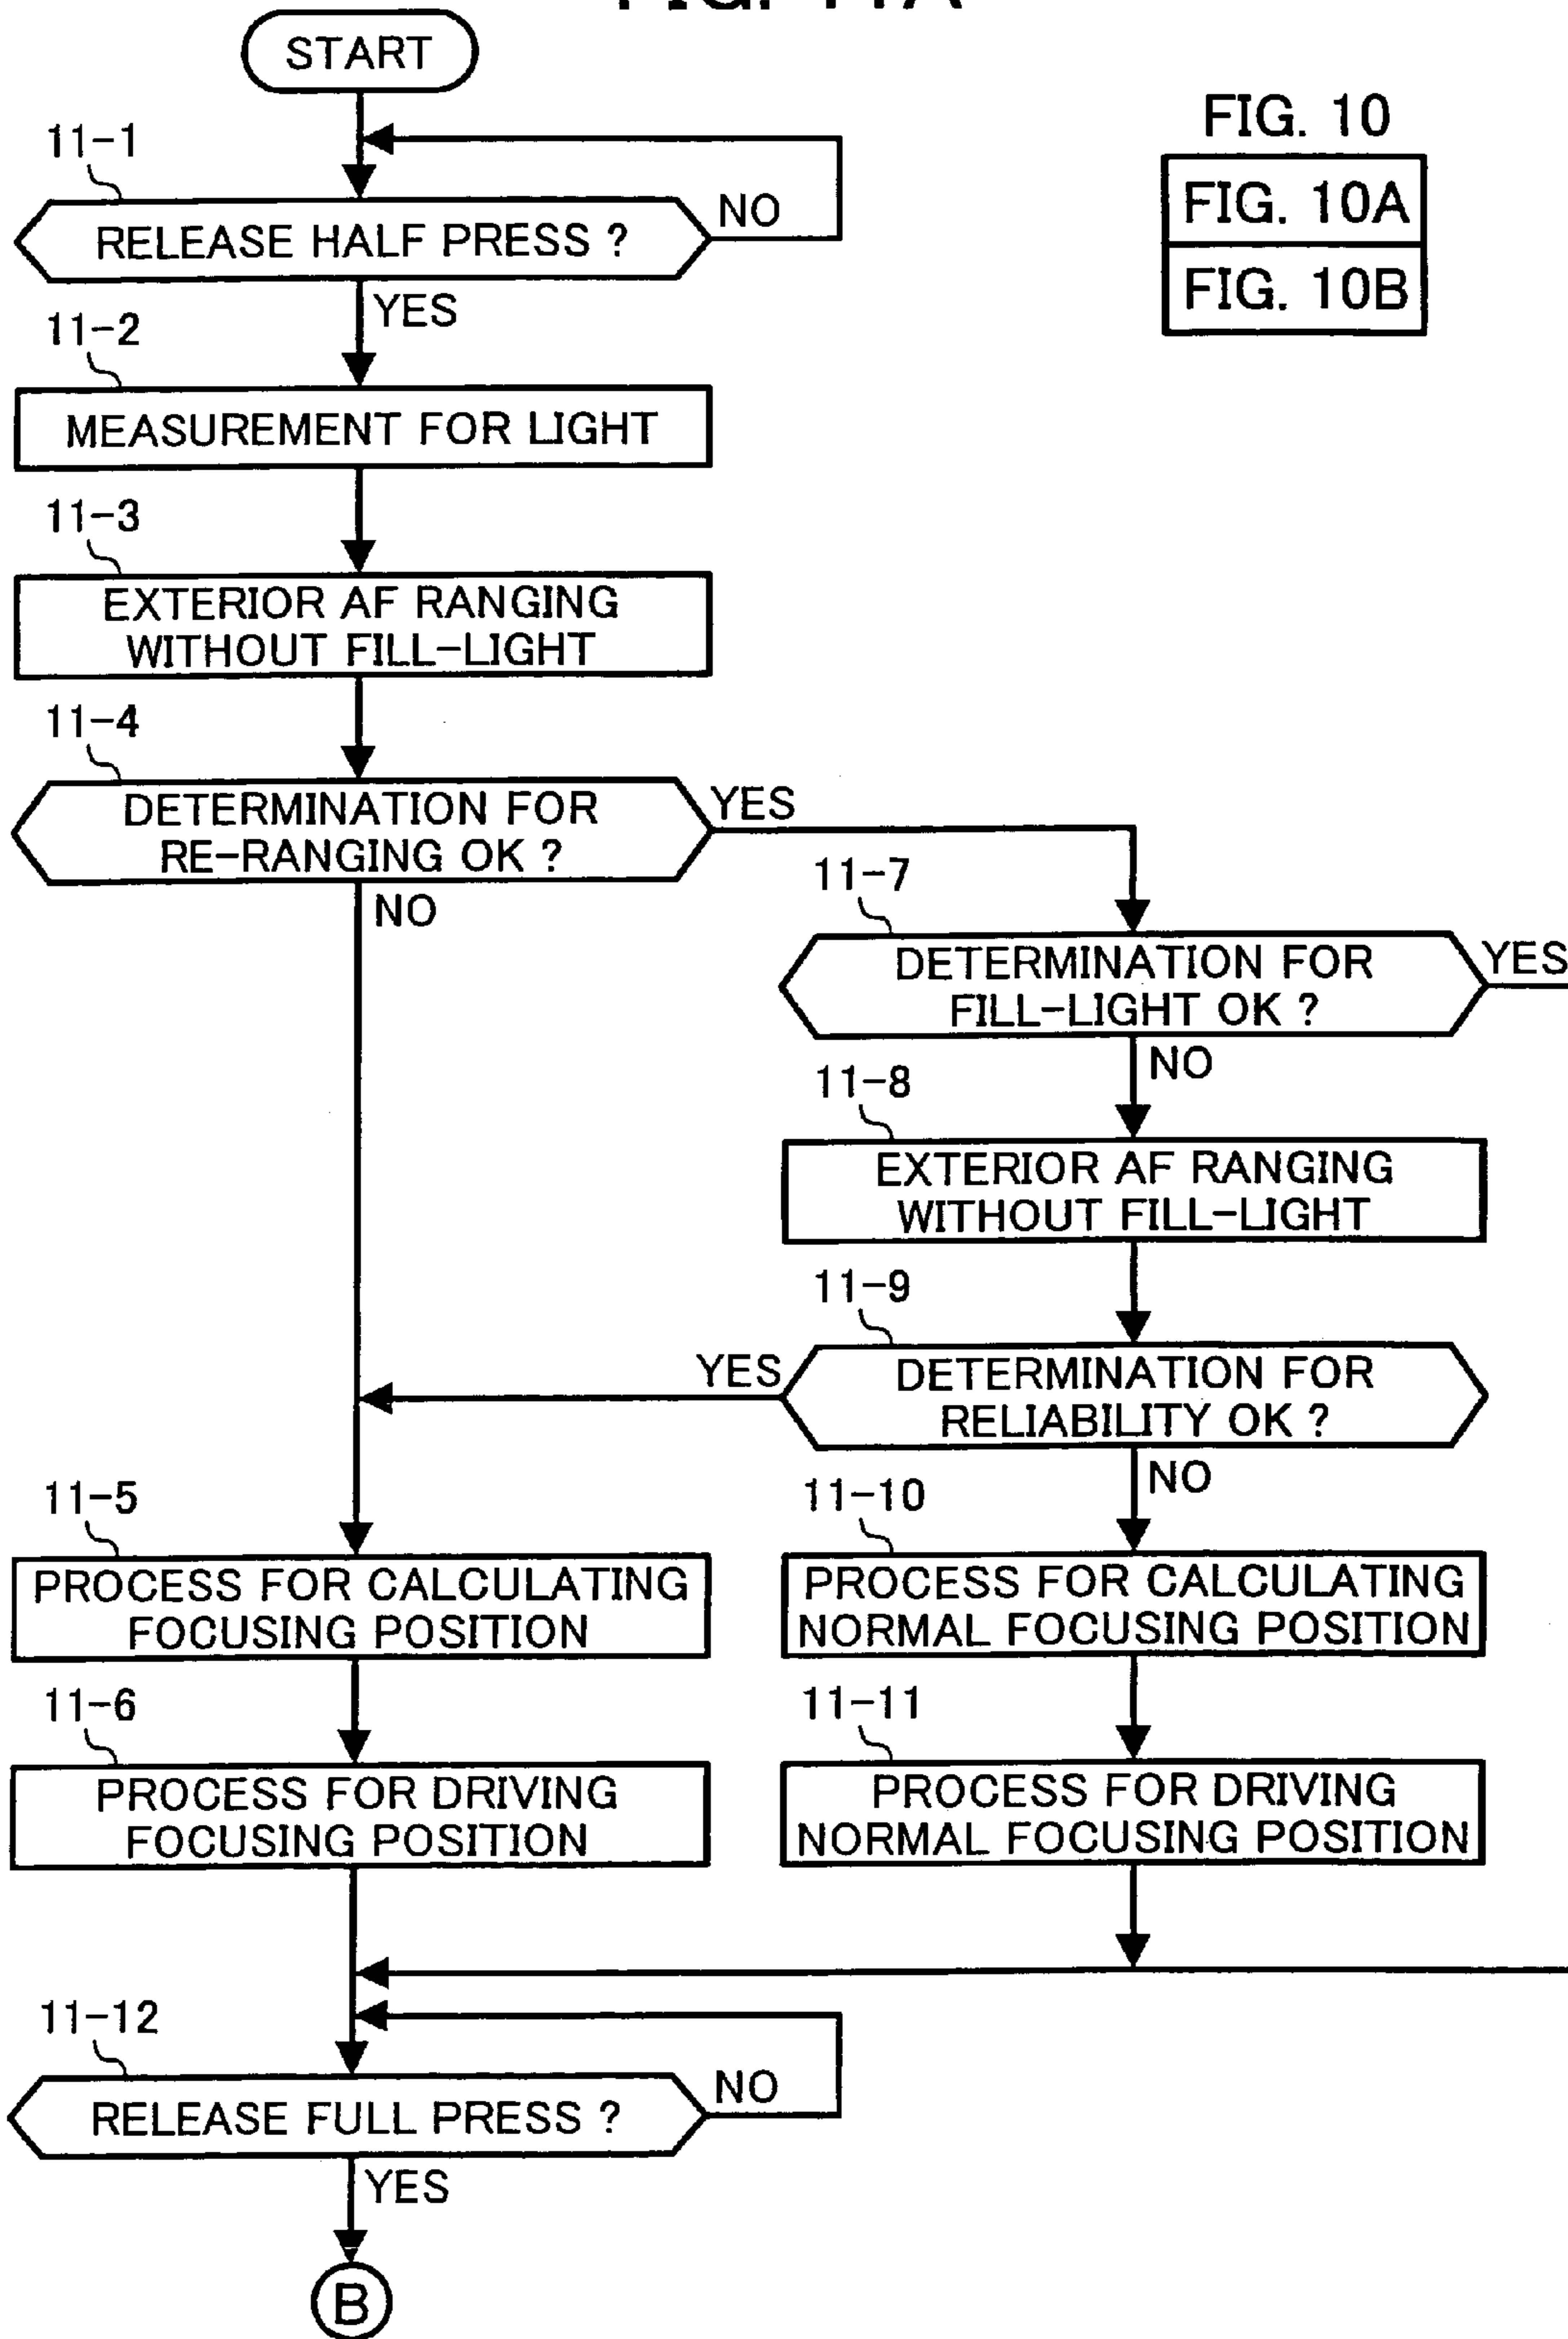 START
FIG. 10
FIG. 10A
FIG. 10B
11-1
RELEASE HALF PRESS ?
NO
YES
11-2
MEASUREMENT FOR LIGHT
11-3
EXTERIOR AF RANGING
WITHOUT FILL-LIGHT
11-4
DETERMINATION FOR
RE-RANGING OK ?
YES
NO
11-7
DETERMINATION FOR
FILL-LIGHT OK ?
YES
NO
11-8
EXTERIOR AF RANGING
WITHOUT FILL-LIGHT
11-9
DETERMINATION FOR
RELIABILITY OK ?
YES
NO
11-5
PROCESS FOR CALCULATING
FOCUSING POSITION
11-10
PROCESS FOR CALCULATING
NORMAL FOCUSING POSITION
11-6
PROCESS FOR DRIVING
FOCUSING POSITION
11-11
PROCESS FOR DRIVING
NORMAL FOCUSING POSITION
11-12
RELEASE FULL PRESS ?
NO
YES
B